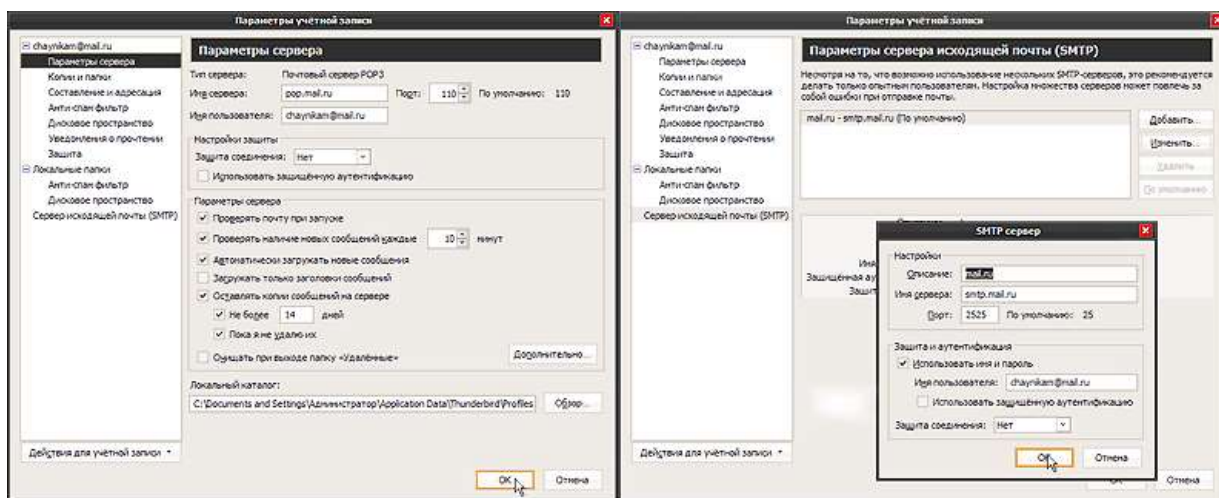 Параметры учётной записи
chaynikam@mail.ru
Параметры сервера
Копии и папки
Составление и адресация
Анти-спам фильтр
Дисковое пространство
Уведомления о прочтении
Защита
Локальные папки
Анти-спам фильтр
Дисковое пространство
Сервер исходящей почты (SMTP)
Действия для учётной записи
Параметры сервера
Тип сервера: Почтовый сервер POP3
Имя сервера: pop.mail.ru Порт: 110 По умолчанию: 110
Имя пользователя: chaynikam@mail.ru
Настройки защиты
Защита соединения: Нет
Использовать защищённую аутентификацию
Параметры сервера
Проверять почту при запуске
Проверять наличие новых сообщений каждые 10 минут
Автоматически загружать новые сообщения
Загружать только заголовки сообщений
Оставлять копии сообщений на сервере
Не более 14 дней
Пока я не удалю их
Очищать при выходе папку «Удалённые»
Дополнительно...
Локальный каталог:
C:\Documents and Settings\Администратор\Application Data\Thunderbird\Profiles
Обзор...
OK Отмена
Параметры учётной записи
chaynikam@mail.ru
Параметры сервера
Копии и папки
Составление и адресация
Анти-спам фильтр
Дисковое пространство
Уведомления о прочтении
Защита
Локальные папки
Анти-спам фильтр
Дисковое пространство
Сервер исходящей почты (SMTP)
Действия для учётной записи
Параметры сервера исходящей почты (SMTP)
Несмотря на то, что возможно использование нескольких SMTP-серверов, это рекомендуется
делать только опытным пользователям. Настройка множества серверов может повлечь за
собой ошибки при отправке почты.
mail.ru - smtp.mail.ru (По умолчанию)
Добавить...
Изменить...
Удалить
По умолчанию
Имя
Защищённая ау
Защит
SMTP сервер
Настройки
Описание: mail.ru
Имя сервера: smtp.mail.ru
Порт: 2525 По умолчанию: 25
Защита и аутентификация
Использовать имя и пароль
Имя пользователя: chaynikam@mail.ru
Использовать защищённую аутентификацию
Защита соединения: Нет
OK Отмена
Отмена